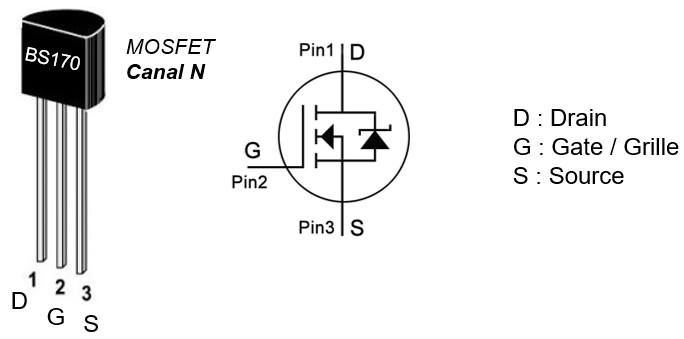 BS170
MOSFET
Canal N
1
2
3
D
G
S
Pin1 D
G
Pin2
Pin3 S
D : Drain
G : Gate / Grille
S : Source